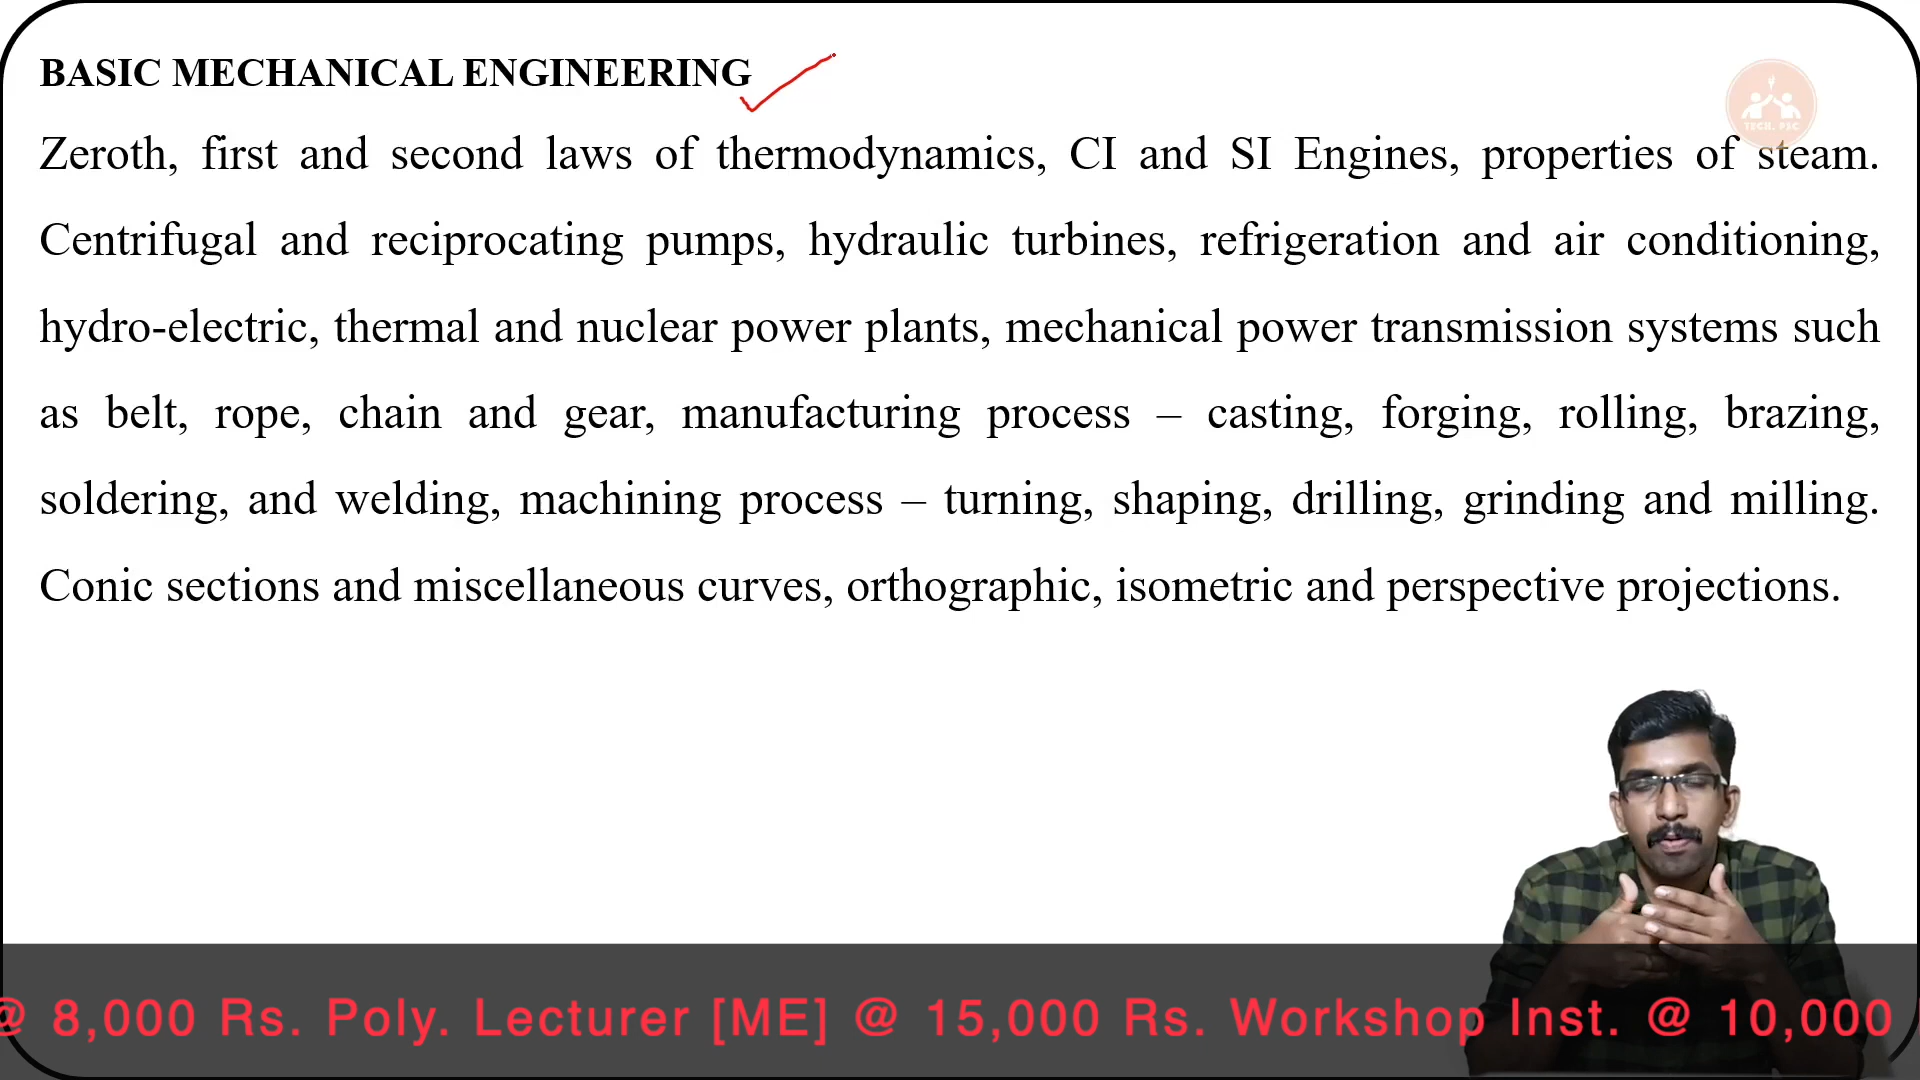 BASIC MECHANICAL ENGINEERING
TECH. PSC
Zeroth, first and second laws of thermodynamics, CI and SI Engines, properties of steam.
Centrifugal and reciprocating pumps, hydraulic turbines, refrigeration and air conditioning,
hydro-electric, thermal and nuclear power plants, mechanical power transmission systems such
as belt, rope, chain and gear, manufacturing process – casting, forging, rolling, brazing,
soldering, and welding, machining process – turning, shaping, drilling, grinding and milling.
Conic sections and miscellaneous curves, orthographic, isometric and perspective projections.
@ 8,000 Rs. Poly. Lecturer [ME] @ 15,000 Rs. Workshop Inst. @ 10,000